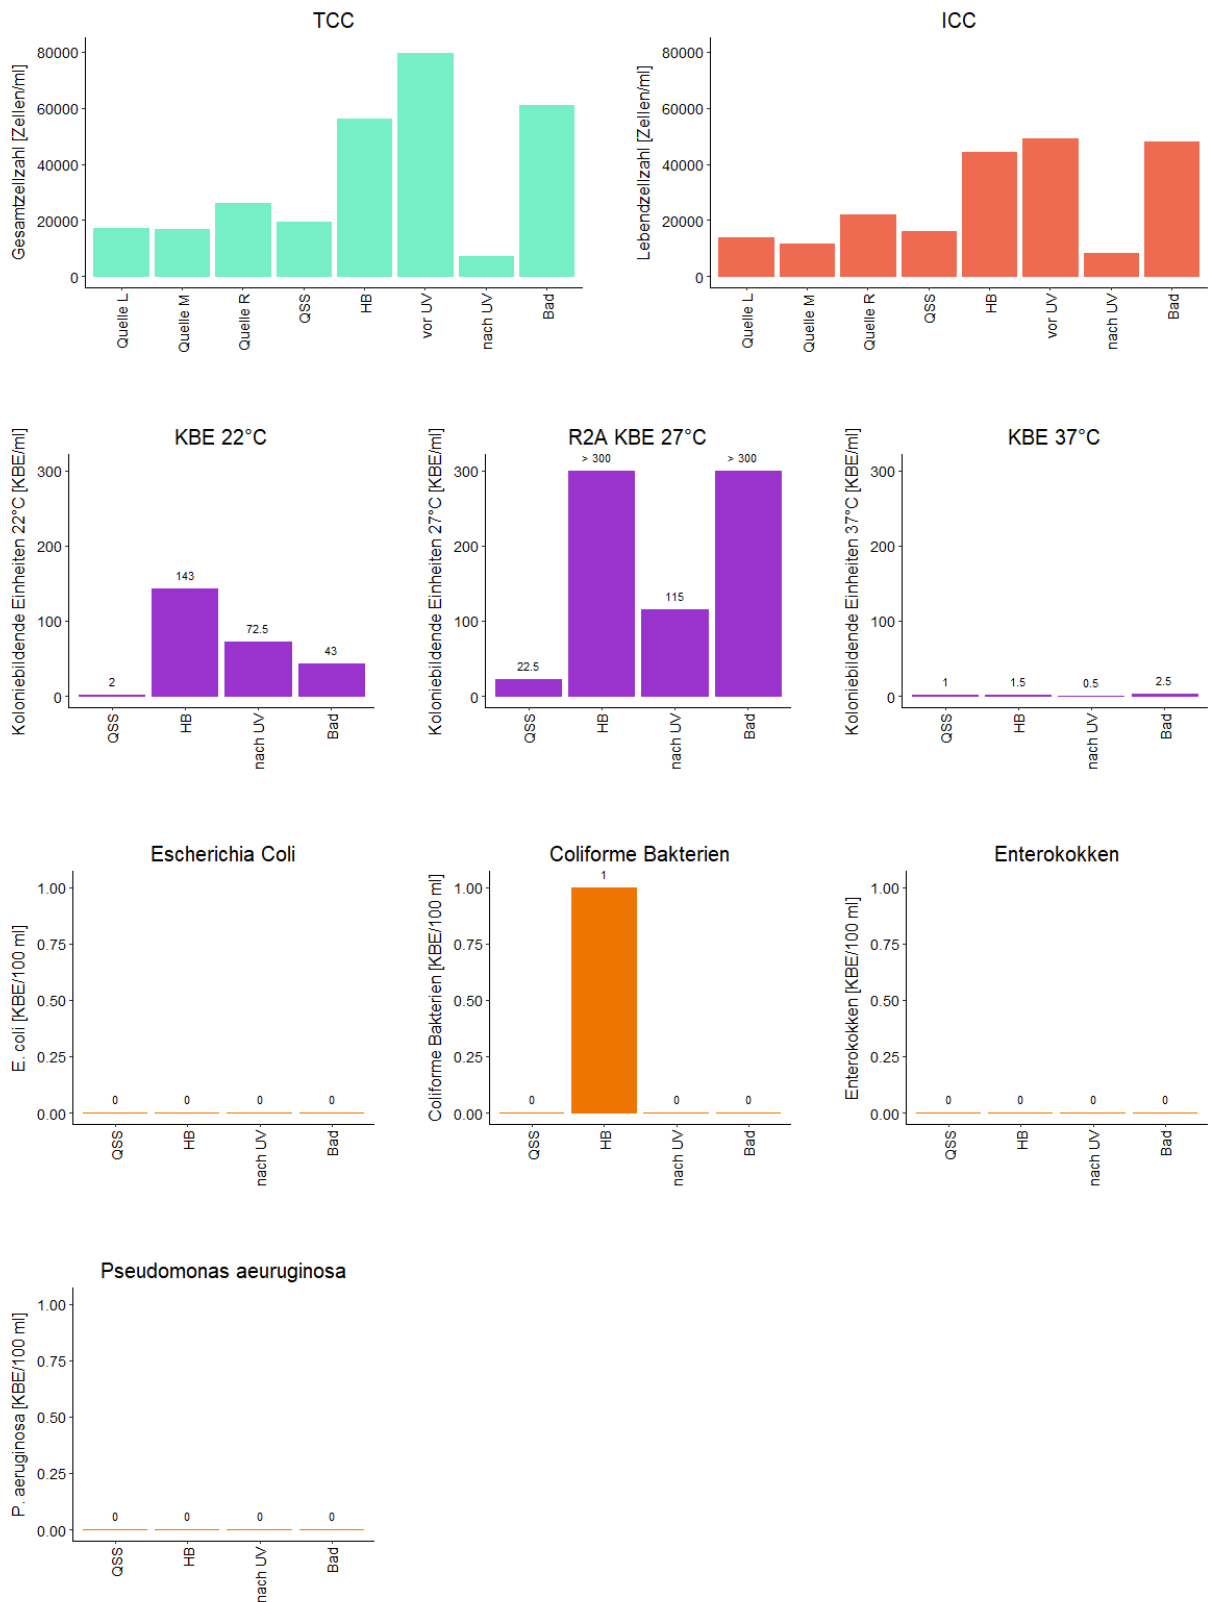 TCC
Gesamtzellzahl [Zellen/ml]
80000
60000
40000
20000
0
Quelle L
Quelle M
Quelle R
QSS
HB
vor UV
nach UV
Bad
ICC
Lebendzellzahl [Zellen/ml]
80000
60000
40000
20000
0
Quelle L
Quelle M
Quelle R
QSS
HB
vor UV
nach UV
Bad
KBE 22°C
Koloniebildende Einheiten 22°C [KBE/ml]
300
200
100
0
2
143
72.5
43
QSS
HB
nach UV
Bad
R2A KBE 27°C
Koloniebildende Einheiten 27°C [KBE/ml]
300
200
100
0
22.5
> 300
115
> 300
QSS
HB
nach UV
Bad
KBE 37°C
Koloniebildende Einheiten 37°C [KBE/ml]
300
200
100
0
1
1.5
0.5
2.5
QSS
HB
nach UV
Bad
Escherichia Coli
E. coli [KBE/100 ml]
1.00
0.75
0.50
0.25
0.00
0
0
0
0
QSS
HB
nach UV
Bad
Coliforme Bakterien
Coliforme Bakterien [KBE/100 ml]
1.00
0.75
0.50
0.25
0.00
0
1
0
0
QSS
HB
nach UV
Bad
Enterokokken
Enterokokken [KBE/100 ml]
1.00
0.75
0.50
0.25
0.00
0
0
0
0
QSS
HB
nach UV
Bad
Pseudomonas aeuruginosa
P. aeruginosa [KBE/100 ml]
1.00
0.75
0.50
0.25
0.00
0
0
0
0
QSS
HB
nach UV
Bad